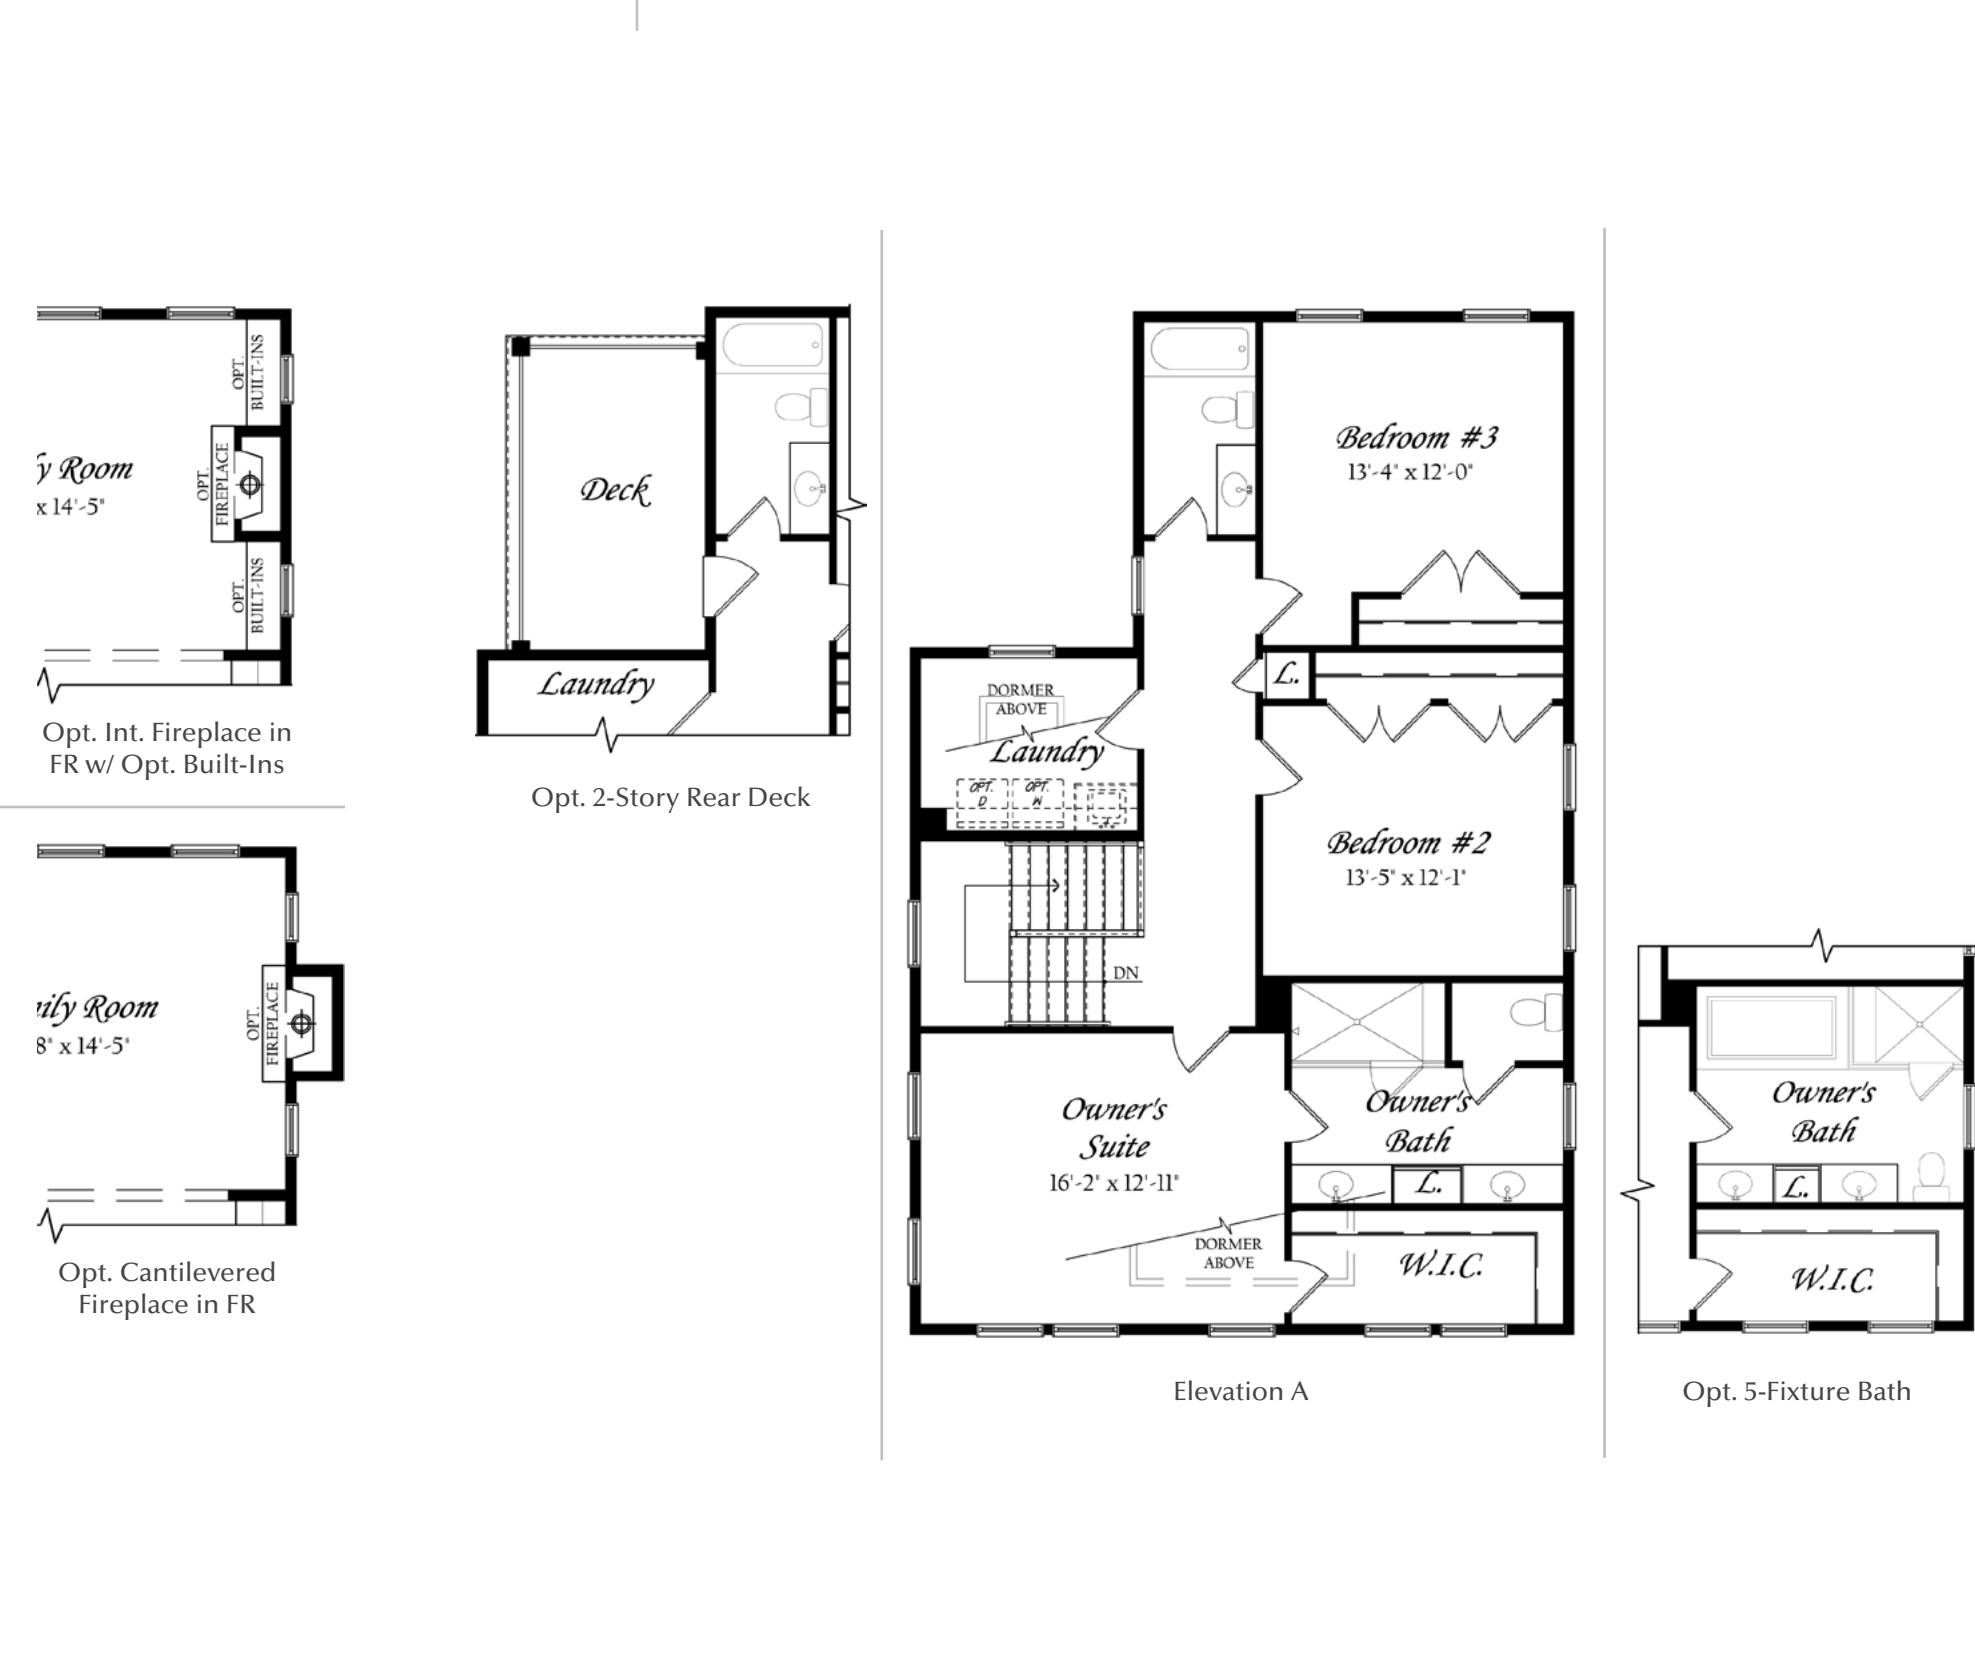 OPT.
BUILT-INS
y Room
x 14'-5"
OPT.
FIREPLACE
OPT.
BUILT-INS
Opt. Int. Fireplace in
FR w/ Opt. Built-Ins
ily Room
8" x 14'-5"
OPT.
FIREPLACE
Opt. Cantilevered
Fireplace in FR
Deck
Laundry
Opt. 2-Story Rear Deck
Bedroom #3
13'-4" x 12'-0"
L.
DORMER
ABOVE
Laundry
OPT.
D
OPT.
W
Bedroom #2
13'-5" x 12'-1"
DN
Owner's
Suite
16'-2" x 12'-11"
Owner's
Bath
L.
DORMER
ABOVE
W.I.C.
Elevation A
Owner's
Bath
L.
W.I.C.
Opt. 5-Fixture Bath